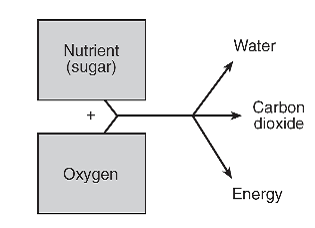 Nutrient
(sugar)
+
Oxygen
Water
Carbon
dioxide
Energy